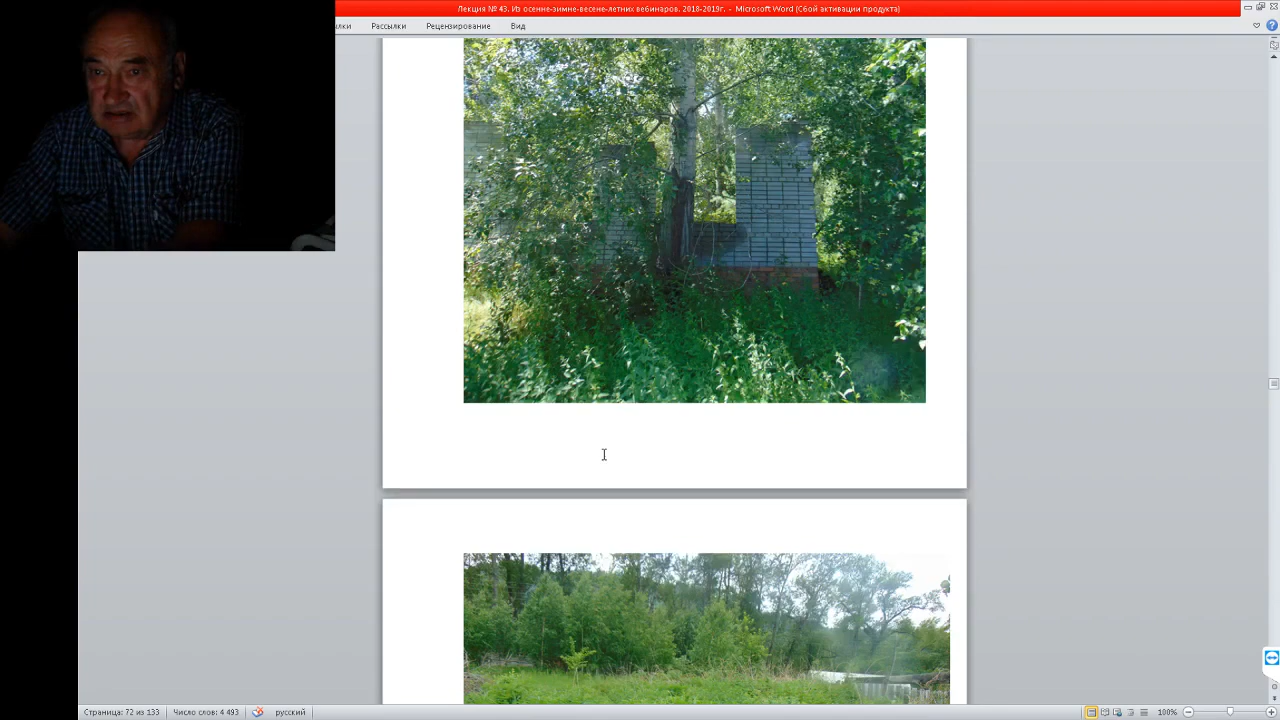 Лекция № 43. Из осенне-зимне-весене-летних вебинаров. 2018-2019г. - Microsoft Word (Сбой активации продукта)
Рассылки Рецензирование Вид
Страница: 72 из 133 Число слов: 4 493 русский 100%